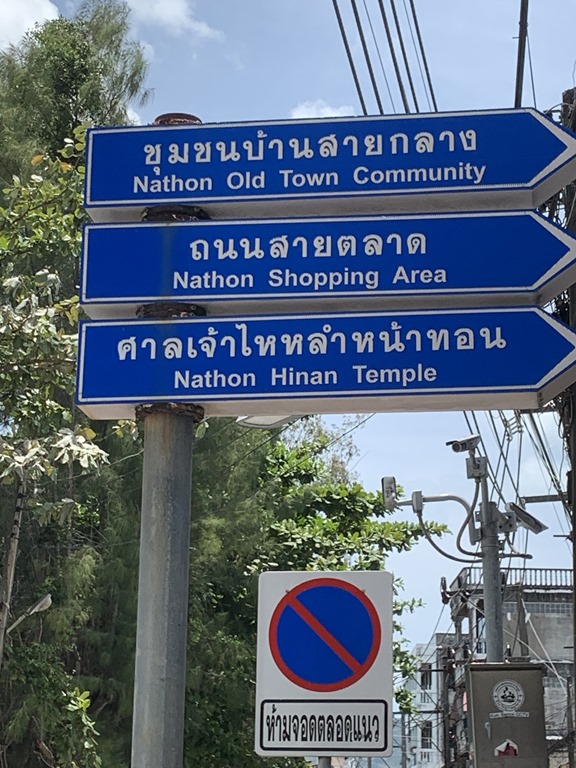 ชุมชนบ้านสายกลาง
Nathon Old Town Community
ถนนสายตลาด
Nathon Shopping Area
ศาลเจ้าไหหลำหน้าทอน
Nathon Hinan Temple
ห้ามจอดตลอดแนว